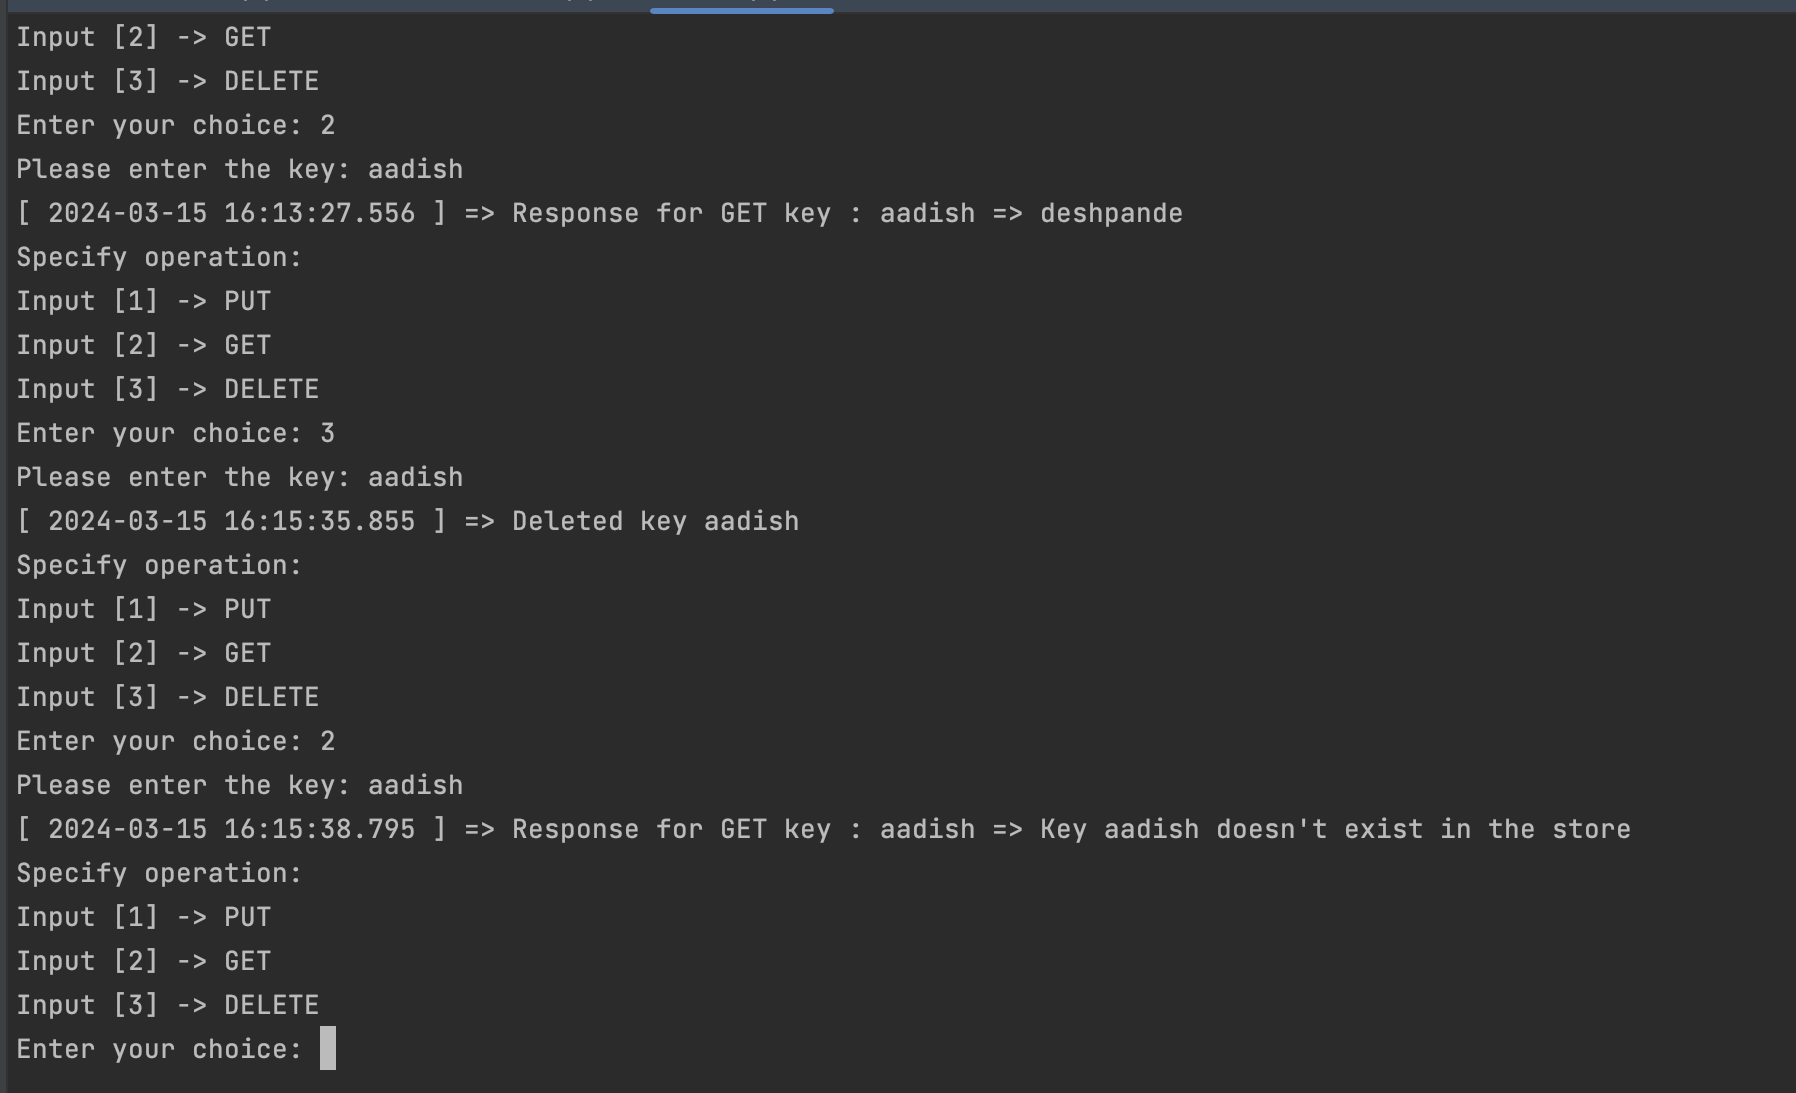 Input [2] -> GET
Input [3] -> DELETE
Enter your choice: 2
Please enter the key: aadish
[ 2024-03-15 16:13:27.556 ] => Response for GET key : aadish => deshpande
Specify operation:
Input [1] -> PUT
Input [2] -> GET
Input [3] -> DELETE
Enter your choice: 3
Please enter the key: aadish
[ 2024-03-15 16:15:35.855 ] => Deleted key aadish
Specify operation:
Input [1] -> PUT
Input [2] -> GET
Input [3] -> DELETE
Enter your choice: 2
Please enter the key: aadish
[ 2024-03-15 16:15:38.795 ] => Response for GET key : aadish => Key aadish doesn't exist in the store
Specify operation:
Input [1] -> PUT
Input [2] -> GET
Input [3] -> DELETE
Enter your choice: